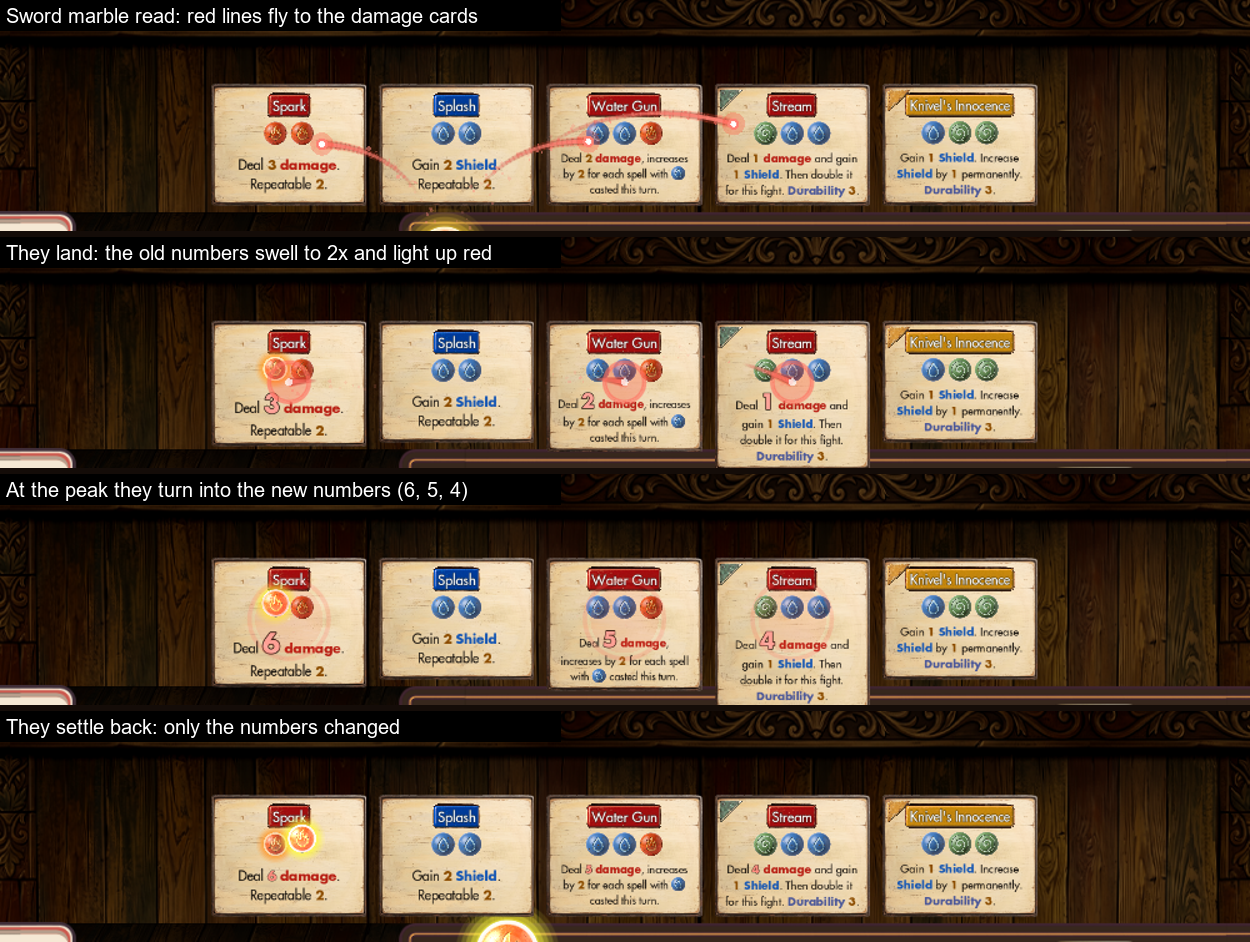 Sword marble read: red lines fly to the damage cards
Spark
Deal 3 damage.
Repeatable 2.
Splash
Gain 2 Shield.
Repeatable 2.
Water Gun
Deal 2 damage, increases
by 2 for each spell with
casted this turn.
Stream
Deal 1 damage and gain
1 Shield. Then double it
for this fight. Durability 3.
Knivel's Innocence
Gain 1 Shield. Increase
Shield by 1 permanently.
Durability 3.
They land: the old numbers swell to 2x and light up red
Spark
Deal 3 damage.
Repeatable 2.
Splash
Gain 2 Shield.
Repeatable 2.
Water Gun
Deal 2 damage, increases
by 2 for each spell with
casted this turn.
Stream
Deal 1 damage and
gain 1 Shield. Then
double it for this fight.
Durability 3.
Knivel's Innocence
Gain 1 Shield. Increase
Shield by 1 permanently.
Durability 3.
At the peak they turn into the new numbers (6, 5, 4)
Spark
Deal 6 damage.
Repeatable 2.
Splash
Gain 2 Shield.
Repeatable 2.
Water Gun
Deal 5 damage,
increases by 2 for each spell
with casted this turn.
Stream
Deal 4 damage and
gain 1 Shield. Then
double it for this fight.
Durability 3.
Knivel's Innocence
Gain 1 Shield. Increase
Shield by 1 permanently.
Durability 3.
They settle back: only the numbers changed
Spark
Deal 6 damage.
Repeatable 2.
Splash
Gain 2 Shield.
Repeatable 2.
Water Gun
Deal 5 damage, increases
by 2 for each spell with
casted this turn.
Stream
Deal 4 damage and gain
1 Shield. Then double it
for this fight. Durability 3.
Knivel's Innocence
Gain 1 Shield. Increase
Shield by 1 permanently.
Durability 3.